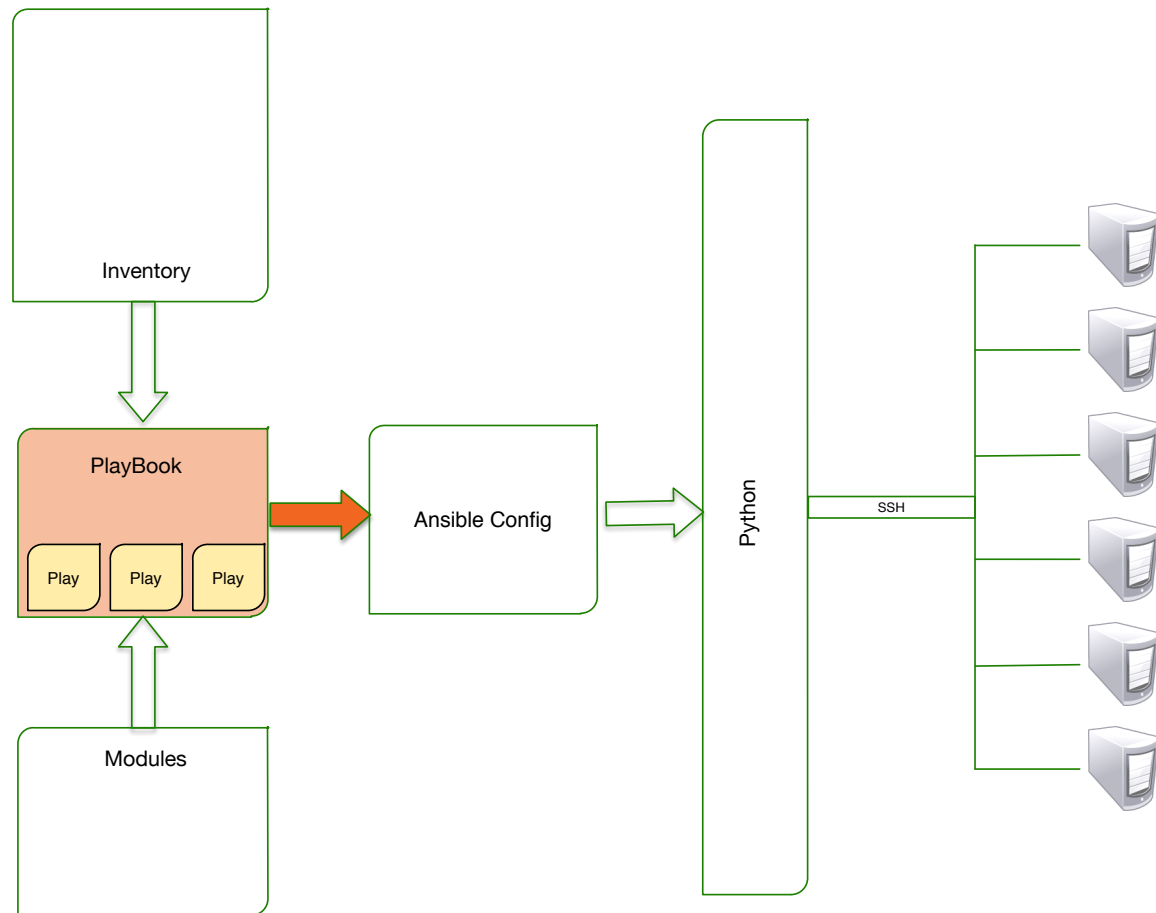 Inventory
PlayBook
Play
Play
Play
Ansible Config
Python
SSH
Modules